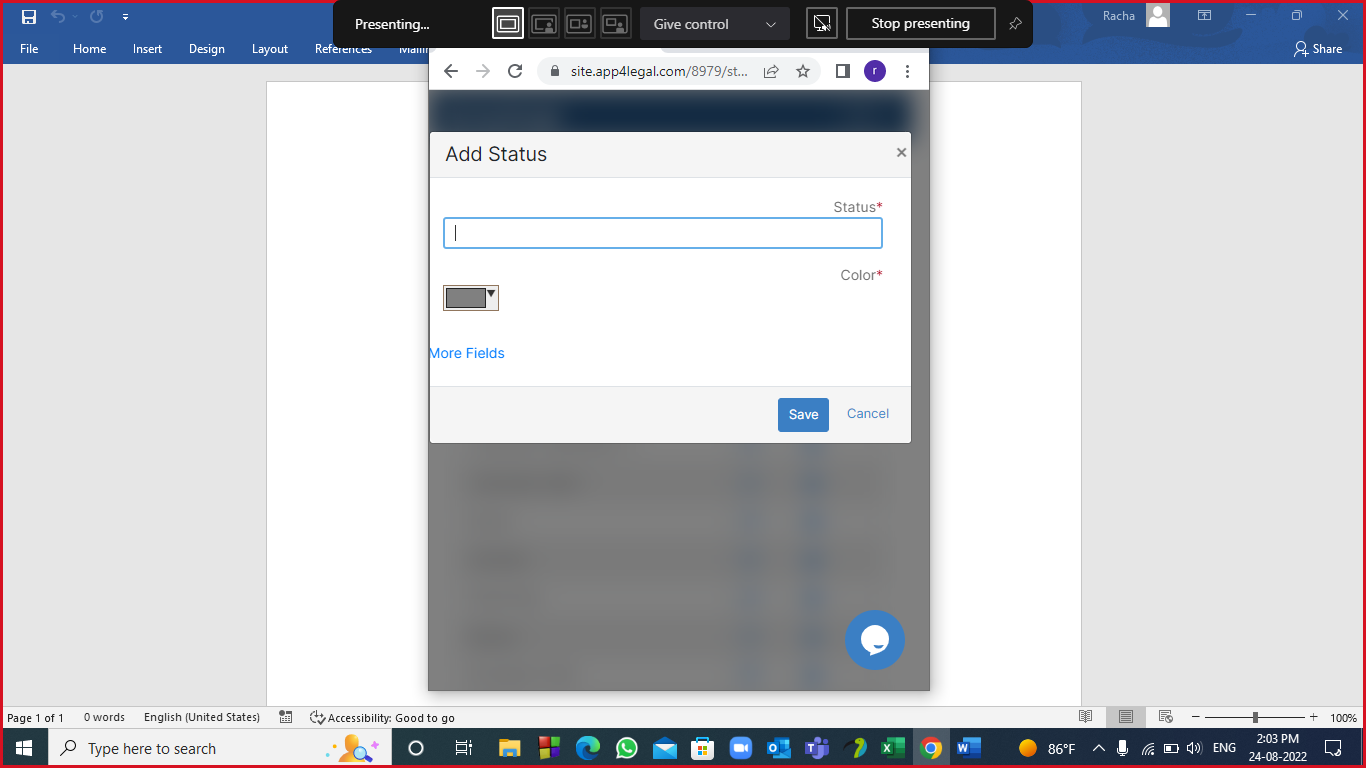 Presenting...
Give control
Stop presenting
Racha
File
Home
Insert
Design
Layout
References
Share
site.app4legal.com/8979/st...
r
Add Status
×
Status*
Color*
More Fields
Save
Cancel
Page 1 of 1
0 words
English (United States)
Accessibility: Good to go
100%
Type here to search
86°F
ENG
2:03 PM
24-08-2022